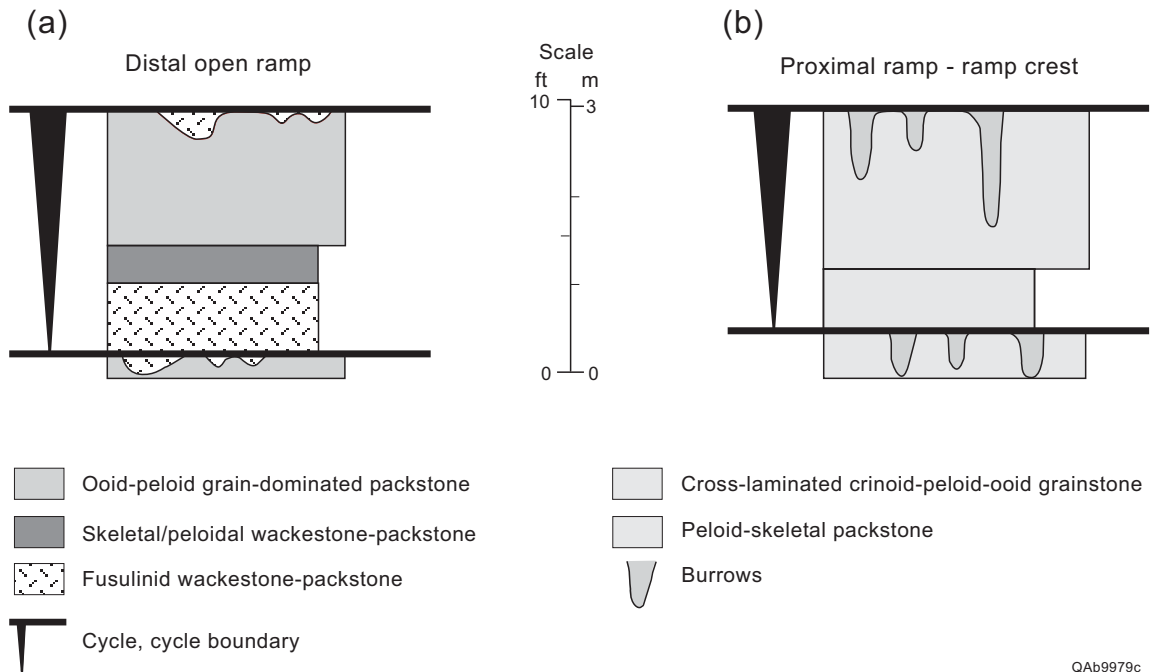 (a)
Distal open ramp
Scale
ft m
10 3
0 0
(b)
Proximal ramp - ramp crest
Ooid-peloid grain-dominated packstone
Skeletal/peloidal wackestone-packstone
Fusulinid wackestone-packstone
Cycle, cycle boundary
Cross-laminated crinoid-peloid-ooid grainstone
Peloid-skeletal packstone
Burrows
QAb9979c